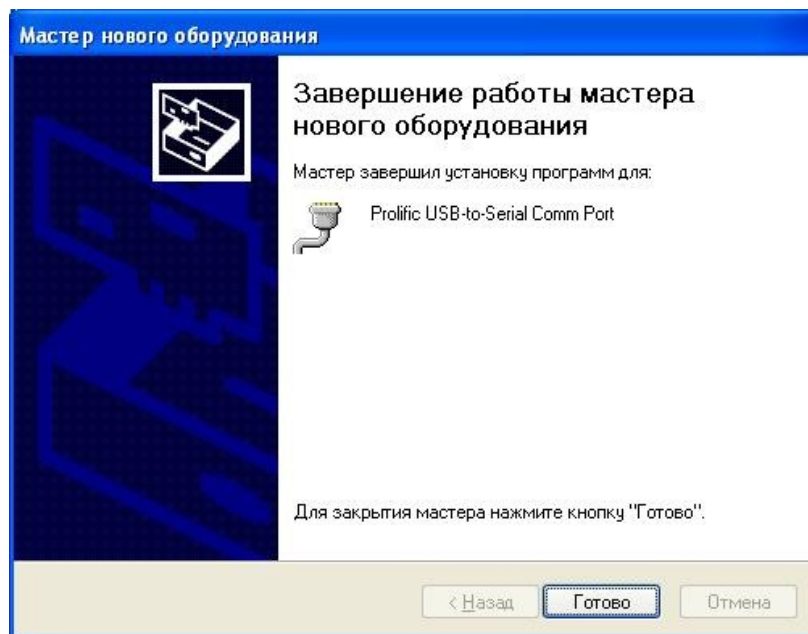 Мастер нового оборудования
Завершение работы мастера
нового оборудования
Мастер завершил установку программ для:
Prolific USB-to-Serial Comm Port
Для закрытия мастера нажмите кнопку "Готово".
< Назад
Готово
Отмена